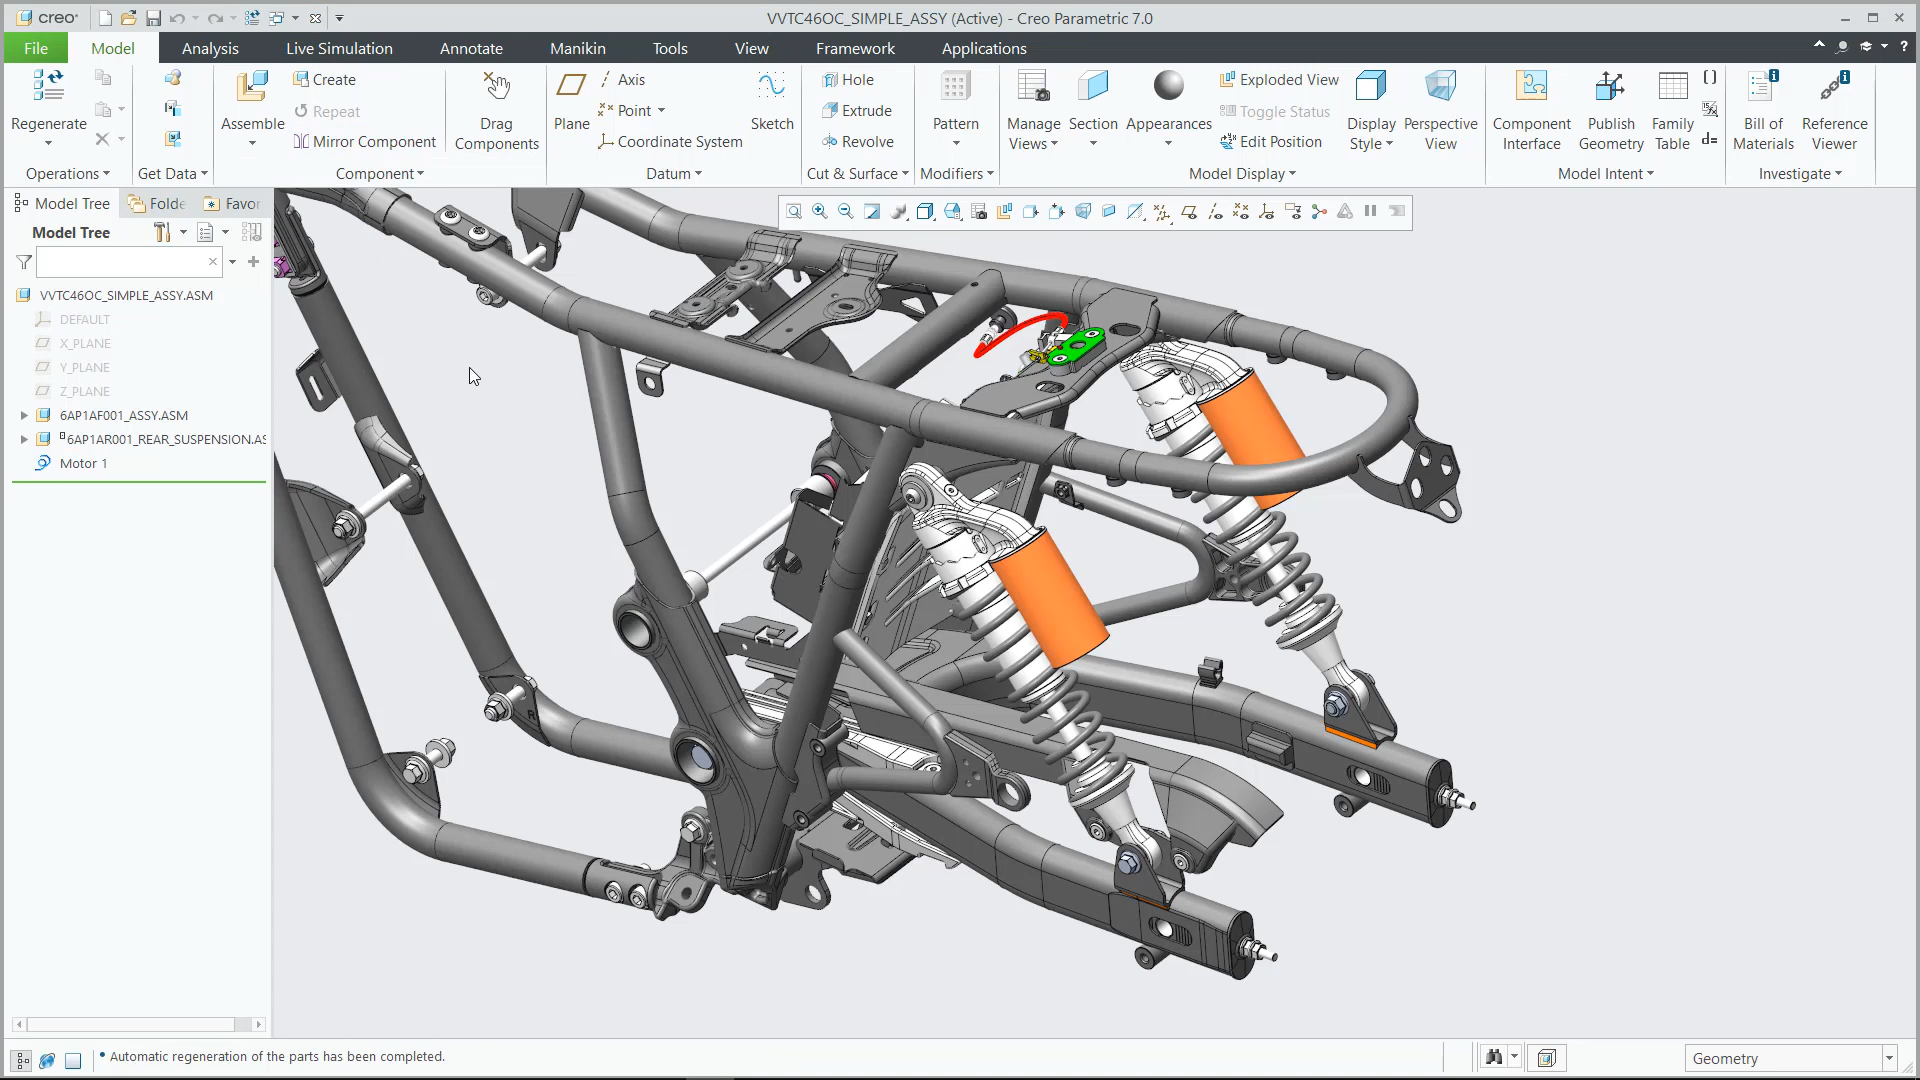 creo
VVTC46OC_SIMPLE_ASSY (Active) - Creo Parametric 7.0
File
Model
Analysis
Live Simulation
Annotate
Manikin
Tools
View
Framework
Applications
Regenerate
Operations
Get Data
Assemble
Create
Repeat
Mirror Component
Drag
Components
Component
Plane
Axis
Point
Coordinate System
Sketch
Datum
Hole
Extrude
Revolve
Cut & Surface
Pattern
Modifiers
Manage
Views
Section
Appearances
Exploded View
Toggle Status
Edit Position
Display
Style
Perspective
View
Model Display
Component
Interface
Publish
Geometry
Family
Table
Model Intent
Bill of
Materials
Reference
Viewer
Investigate
Model Tree
Folde
Favor
Model Tree
VVTC46OC_SIMPLE_ASSY.ASM
DEFAULT
X_PLANE
Y_PLANE
Z_PLANE
6AP1AF001_ASSY.ASM
6AP1AR001_REAR_SUSPENSION.AS
Motor 1
R
Automatic regeneration of the parts has been completed.
Geometry